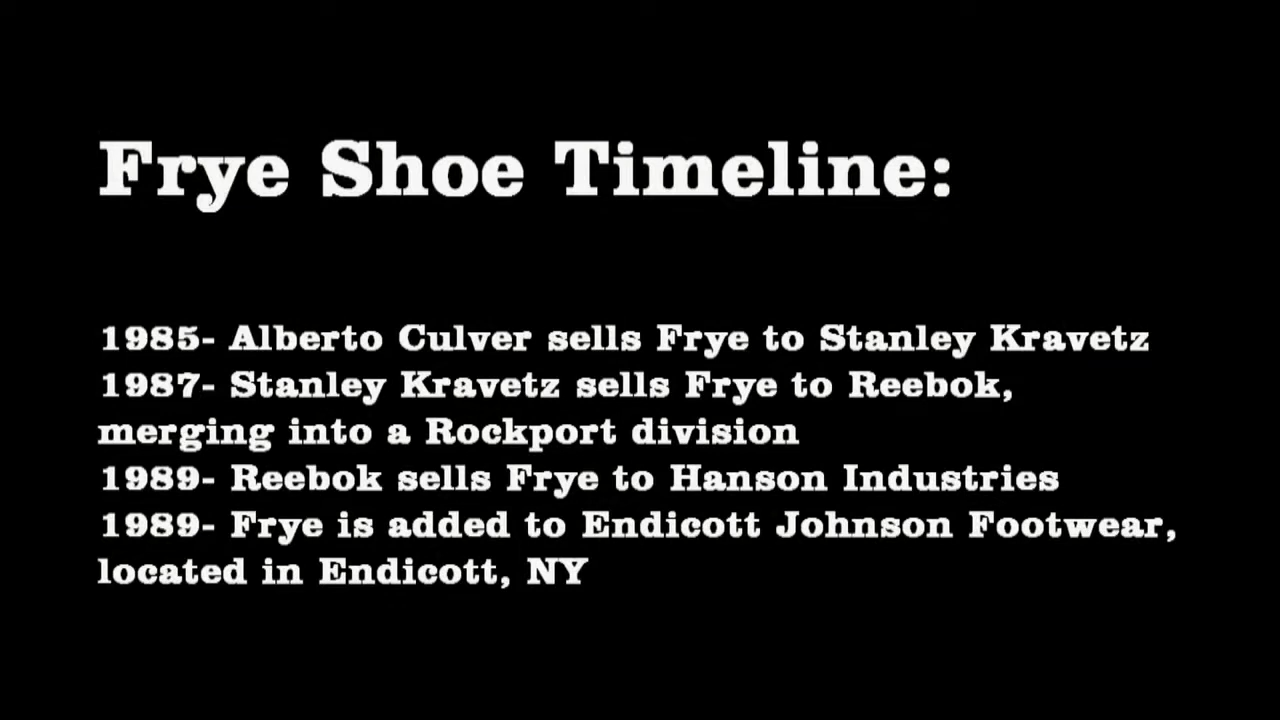 Frye Shoe Timeline:
1985- Alberto Culver sells Frye to Stanley Kravetz
1987- Stanley Kravetz sells Frye to Reebok,
merging into a Rockport division
1989- Reebok sells Frye to Hanson Industries
1989- Frye is added to Endicott Johnson Footwear,
located in Endicott, NY